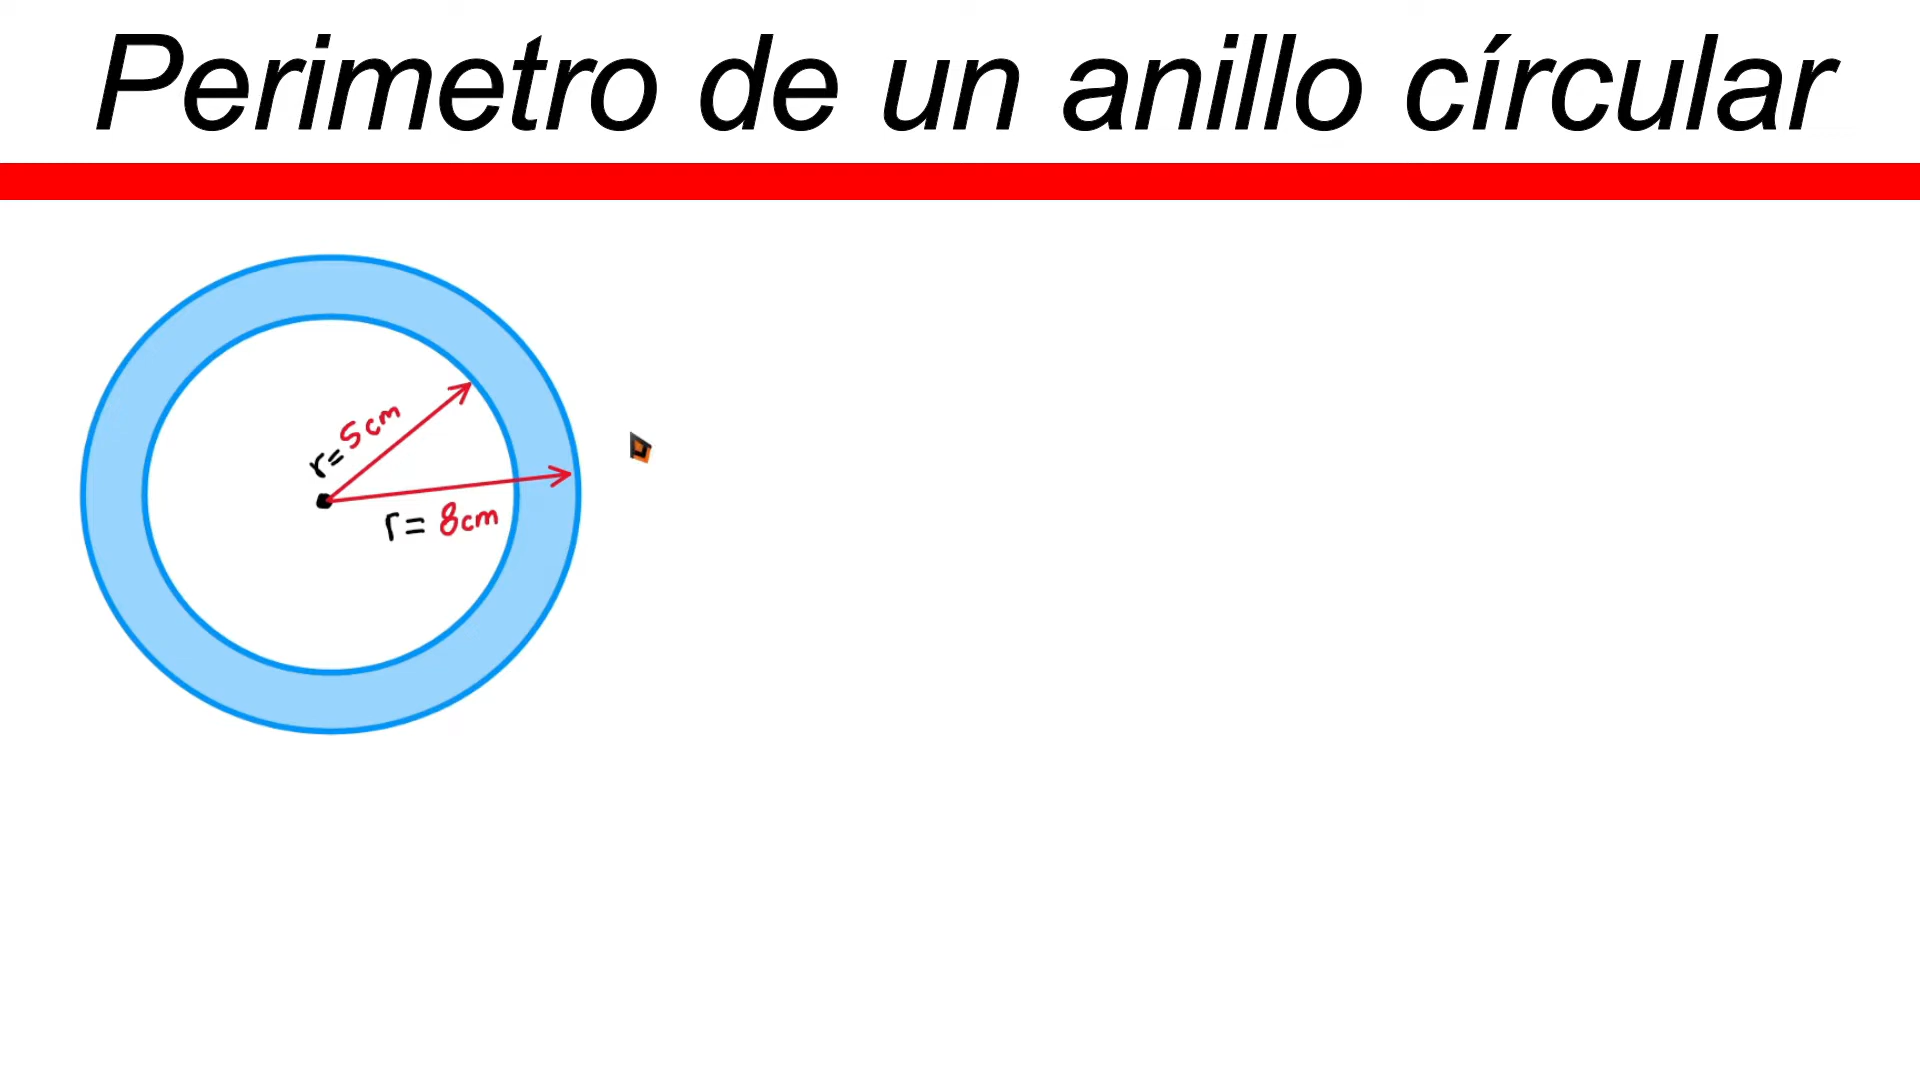 Perimetro de un anillo círcular
r= 5cm
r= 8cm